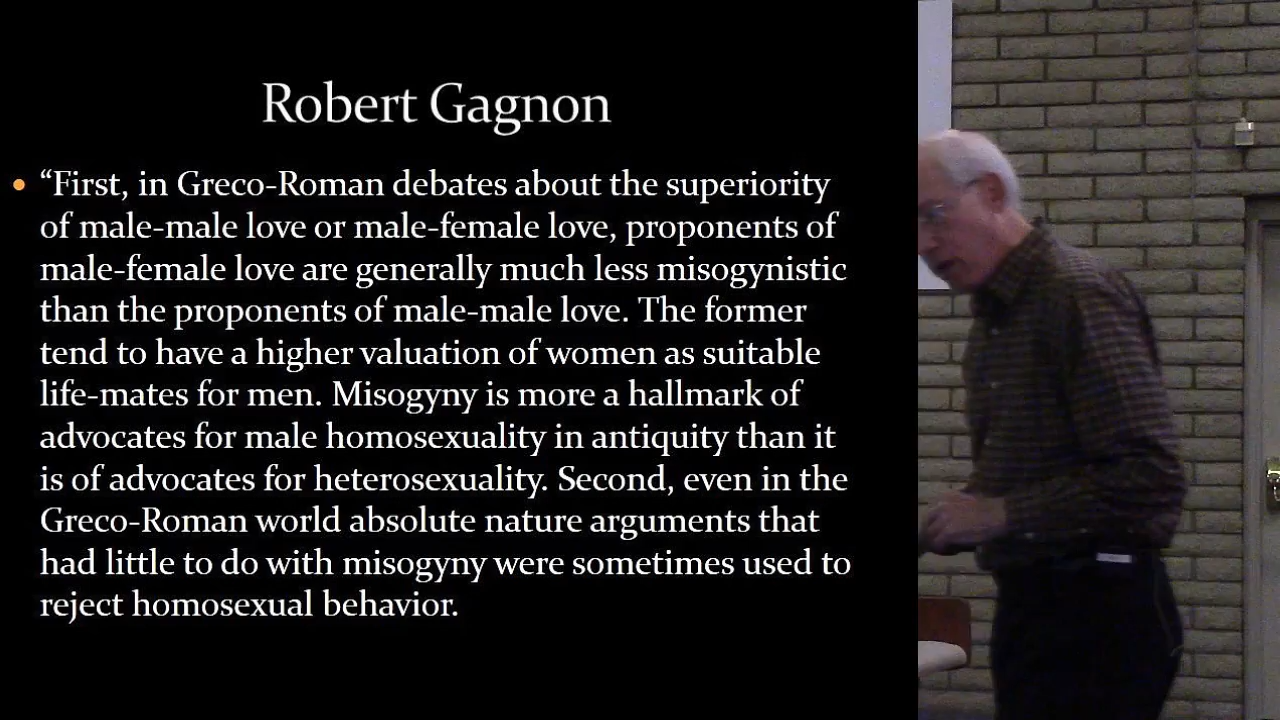 Robert Gagnon
• “First, in Greco-Roman debates about the superiority
of male-male love or male-female love, proponents of
male-female love are generally much less misogynistic
than the proponents of male-male love. The former
tend to have a higher valuation of women as suitable
life-mates for men. Misogyny is more a hallmark of
advocates for male homosexuality in antiquity than it
is of advocates for heterosexuality. Second, even in the
Greco-Roman world absolute nature arguments that
had little to do with misogyny were sometimes used to
reject homosexual behavior.